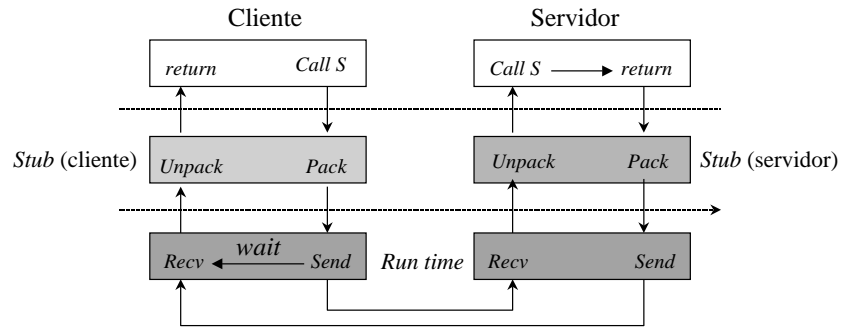 Cliente
Servidor
return Call S
Call S return
Stub (cliente)
Unpack Pack
Unpack Pack
Stub (servidor)
Recv wait Send
Run time
Recv Send